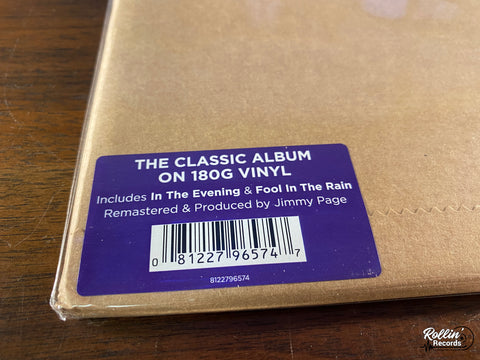 THE CLASSIC ALBUM
ON 180G VINYL
Includes In The Evening & Fool In The Rain
Remastered & Produced by Jimmy Page
0 81227 96574 7
8122796574
Rollin'
Records